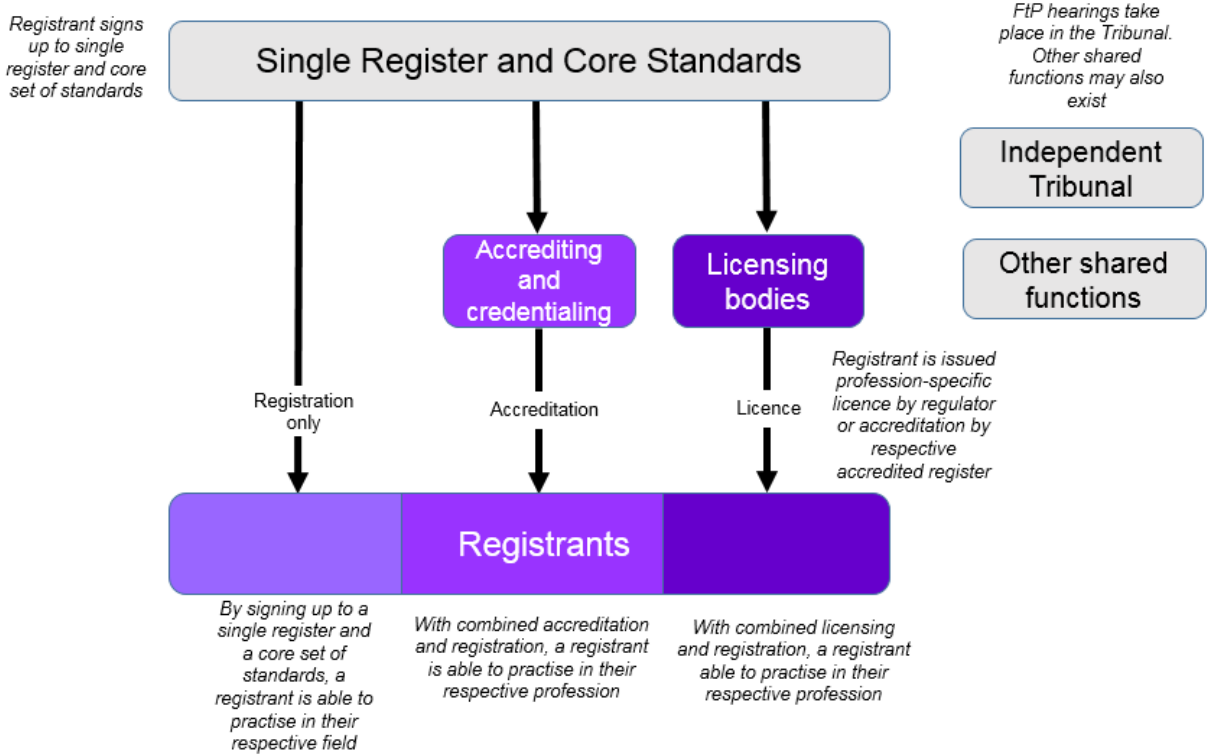 Registrant signs
up to single
register and core
set of standards
Single Register and Core Standards
FtP hearings take
place in the Tribunal.
Other shared
functions may also
exist
Independent
Tribunal
Other shared
functions
Accrediting
and
credentialing
Licensing
bodies
Registration
only
Accreditation
Licence
Registrant is issued
profession-specific
licence by regulator
or accreditation by
respective
accredited register
Registrants
By signing up to a
single register and
a core set of
standards, a
registrant is able to
practise in their
respective field
With combined accreditation
and registration, a registrant
is able to practise in their
respective profession
With combined licensing
and registration, a registrant
able to practise in their
respective profession